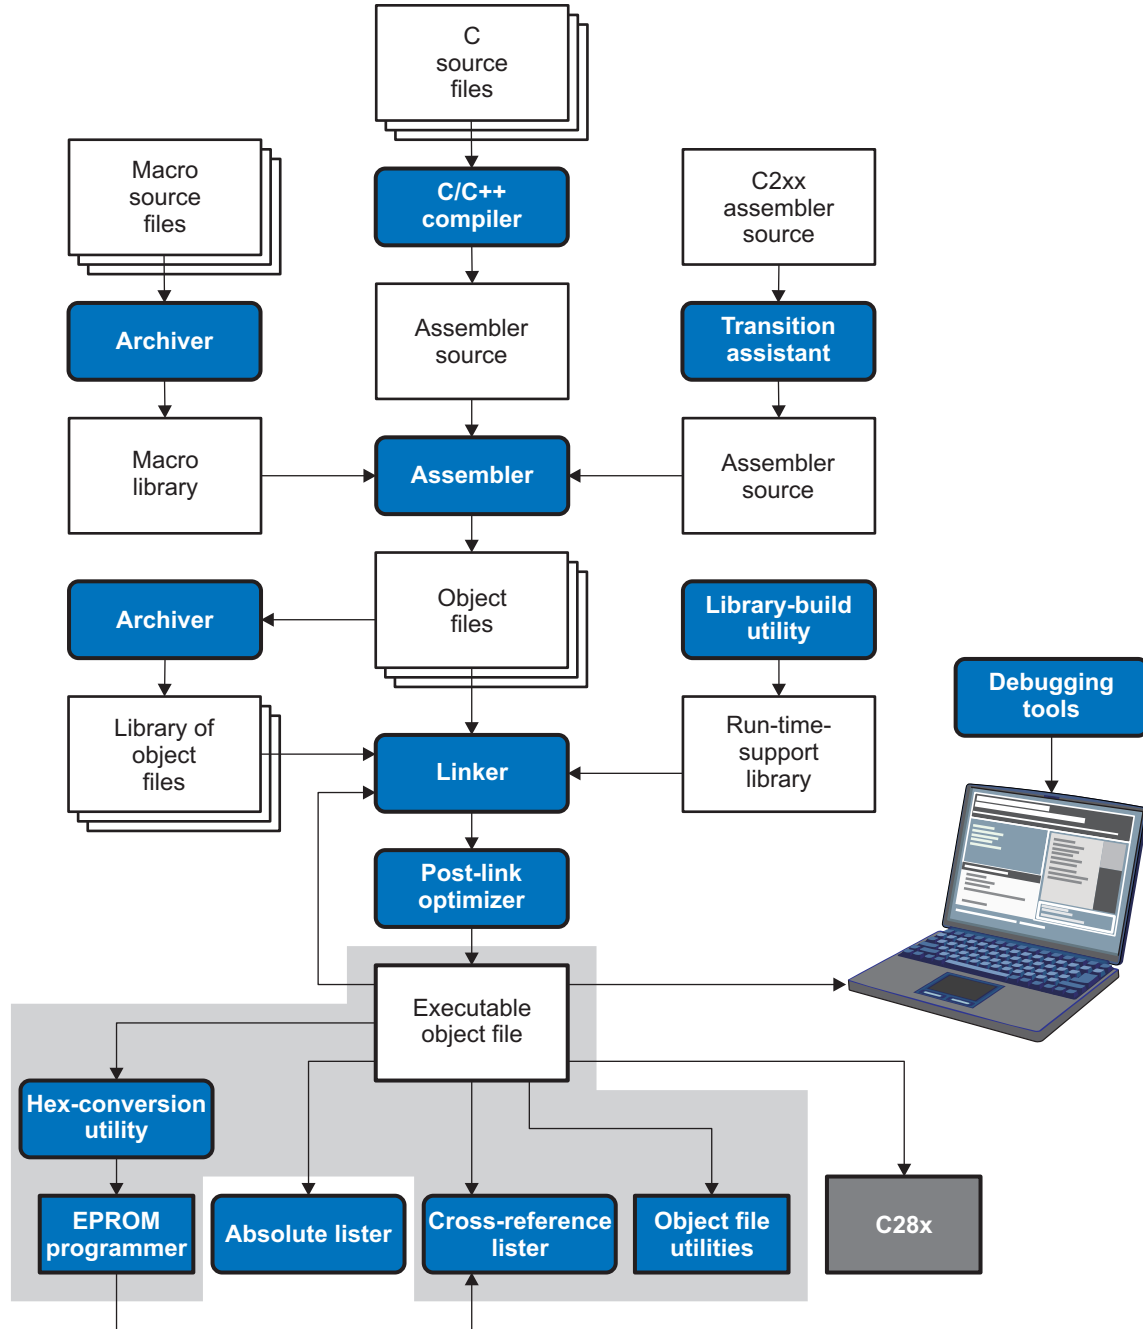 C
source
files
Macro
source
files
C/C++
compiler
C2xx
assembler
source
Archiver
Assembler
source
Transition
assistant
Macro
library
Assembler
Assembler
source
Archiver
Object
files
Library-build
utility
Debugging
tools
Library of
object
files
Linker
Run-time-
support
library
Post-link
optimizer
Executable
object file
Hex-conversion
utility
EPROM
programmer
Absolute lister
Cross-reference
lister
Object file
utilities
C28x